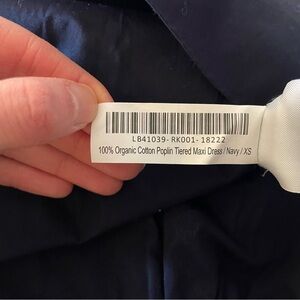 LB41039-RK001-18222
100% Organic Cotton Poplin Tiered Maxi Dress / Navy / XS